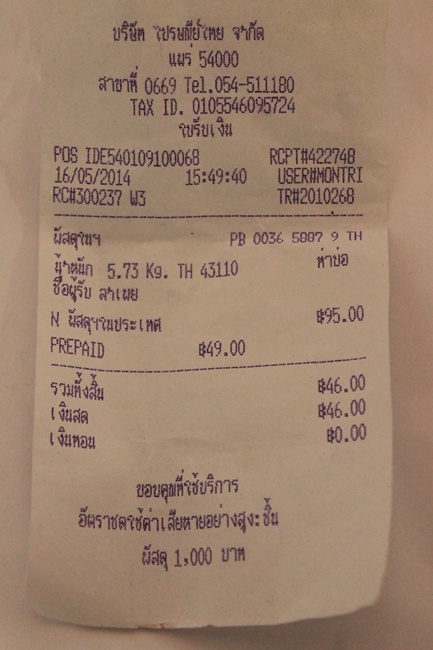 บริษัท ไปรษณีย์ไทย จำกัด
แพร่ 54000
สาขาที่ 0669 Tel.054-511180
TAX ID. 0105546095724
ใบรับเงิน
POS IDE540109100068 RCPT#422748
16/05/2014 15:49:40 USER#MONTRI
RC#300237 W3 TR#2010268
พัสดุในฯ PB 0036 5887 9 TH
น้ำหนัก 5.73 Kg. TH 43110 ท่าบ่อ
ชื่อผู้รับ ลำเผย
N พัสดุฯในประเทศ ฿95.00
PREPAID ฿49.00
รวมทั้งสิ้น ฿46.00
เงินสด ฿46.00
เงินทอน ฿0.00
ขอบคุณที่ใช้บริการ
อัตราชดใช้ค่าเสียหายอย่างสูง:ชิ้น
พัสดุ 1,000 บาท